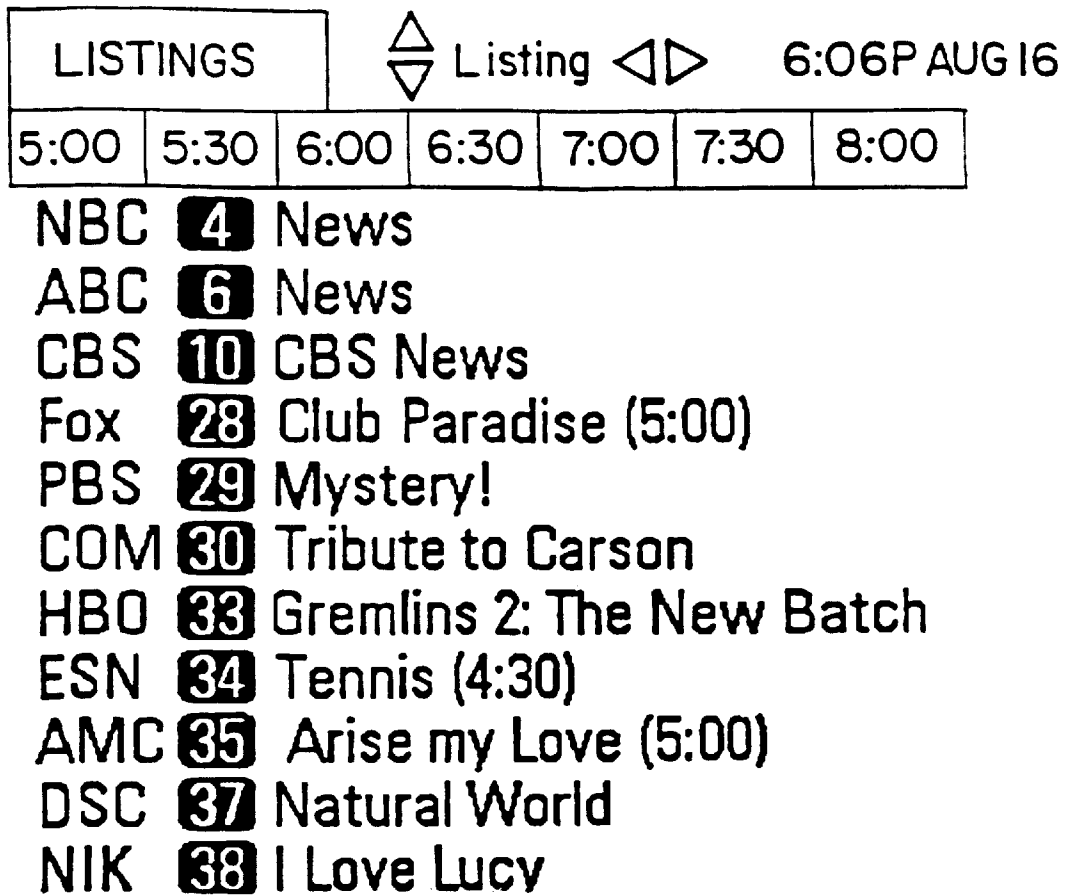 LISTINGS Listing 6:06P AUG 16
5:00 5:30 6:00 6:30 7:00 7:30 8:00
NBC 4 News
ABC 6 News
CBS 10 CBS News
Fox 28 Club Paradise (5:00)
PBS 29 Mystery!
COM 30 Tribute to Carson
HBO 33 Gremlins 2: The New Batch
ESN 34 Tennis (4:30)
AMC 35 Arise my Love (5:00)
DSC 37 Natural World
NIK 38 I Love Lucy